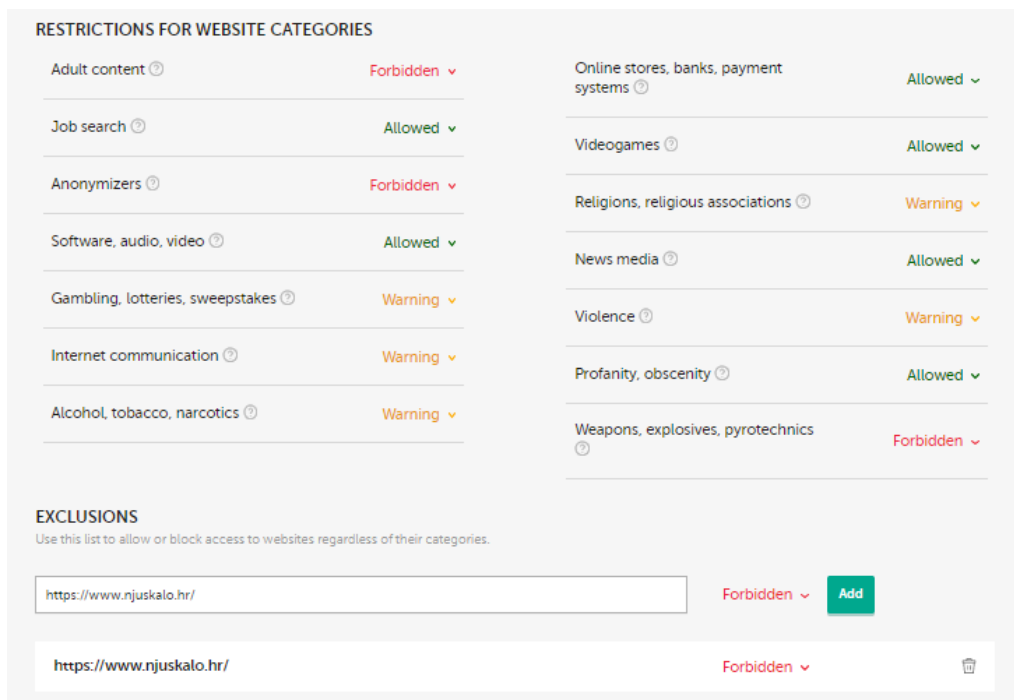 RESTRICTIONS FOR WEBSITE CATEGORIES
Adult content Forbidden
Job search Allowed
Anonymizers Forbidden
Software, audio, video Allowed
Gambling, lotteries, sweepstakes Warning
Internet communication Warning
Alcohol, tobacco, narcotics Warning
Online stores, banks, payment
systems Allowed
Videogames Allowed
Religions, religious associations Warning
News media Allowed
Violence Warning
Profanity, obscenity Allowed
Weapons, explosives, pyrotechnics
Forbidden
EXCLUSIONS
Use this list to allow or block access to websites regardless of their categories.
https://www.njuskalo.hr/ Forbidden Add
https://www.njuskalo.hr/ Forbidden